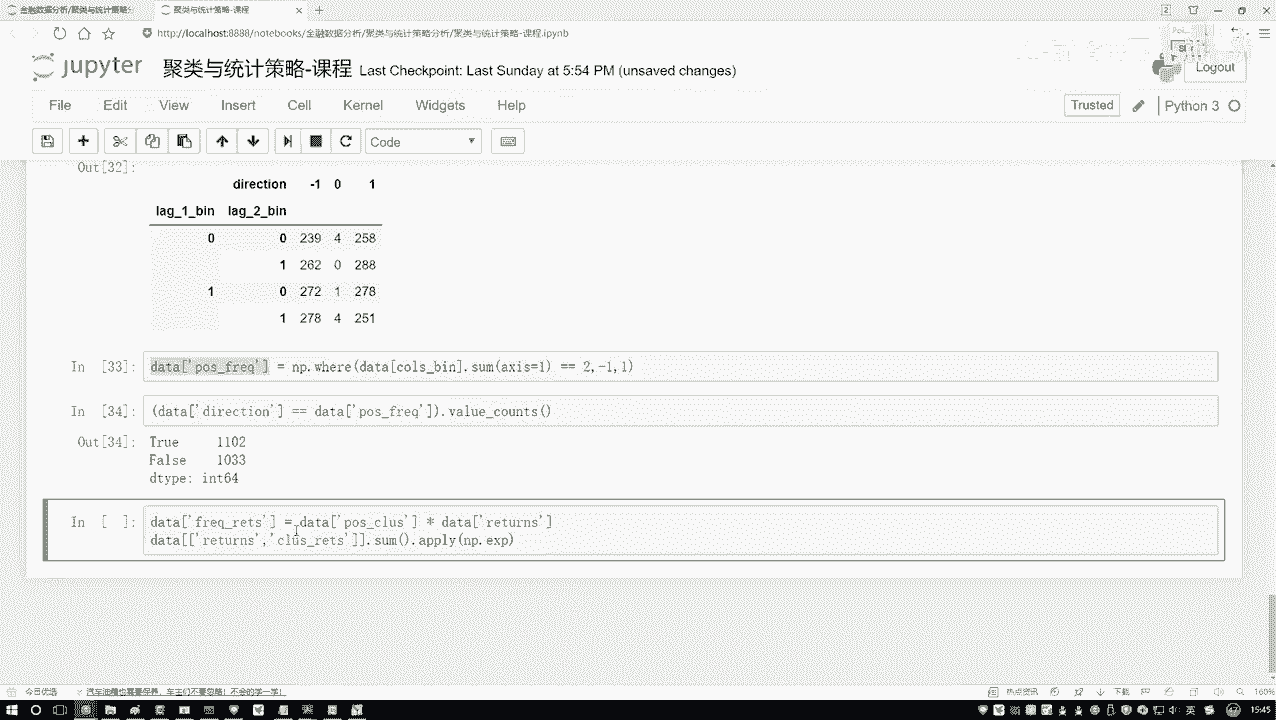 金融数据分析/聚类与统计策略分
聚类与统计策略-课程
http://localhost:8888/notebooks/金融数据分析/聚类与统计策略分析/聚类与统计策略-课程.ipynb
jupyter 聚类与统计策略-课程 Last Checkpoint: Last Sunday at 5:54 PM (unsaved changes)
Logout
File Edit View Insert Cell Kernel Widgets Help
Trusted Python 3
Code
Out[32]:
direction -1 0 1
lag_1_bin lag_2_bin
0 0 239 4 258
1 262 0 288
1 0 272 1 278
1 278 4 251
In [33]: data['pos_freq'] = np.where(data[cols_bin].sum(axis=1) == 2,-1,1)
In [34]: (data['direction'] == data['pos_freq']).value_counts()
Out[34]: True 1102
False 1033
dtype: int64
In [ ]: data['freq_rets'] = data['pos_clus'] * data['returns']
data[['returns','clus_rets']].sum().apply(np.exp)
今日优选
汽车油箱也需要保养，车主们不要忽略！不会的学一学！
热点资讯
下载
160%
英
15:45